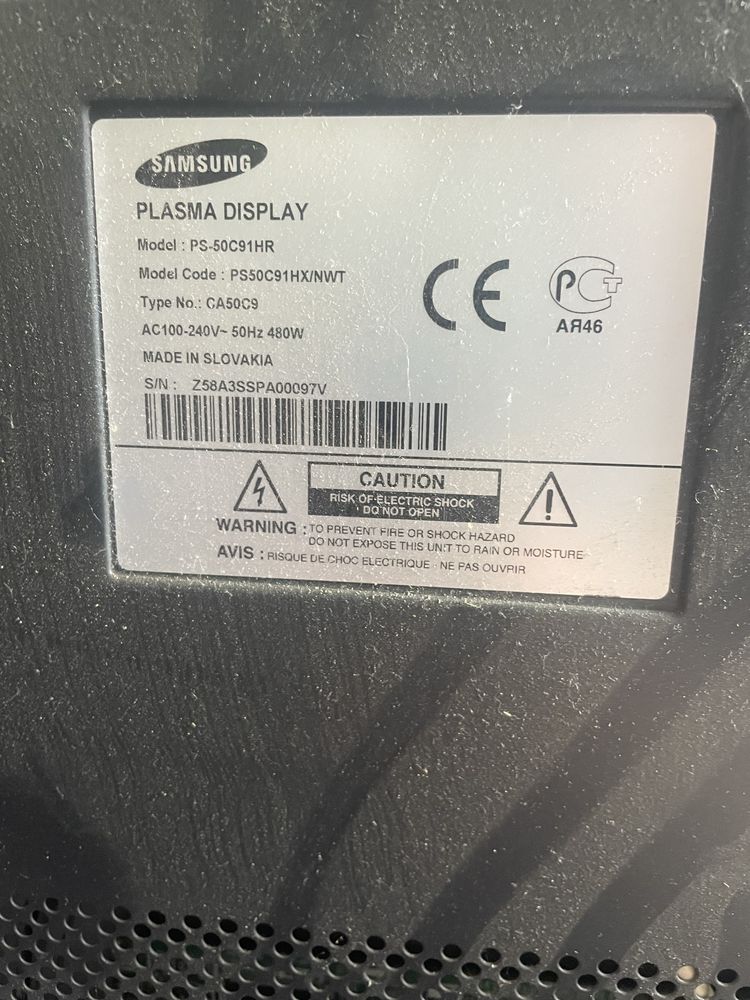 SAMSUNG
PLASMA DISPLAY
Model : PS-50C91HR
Model Code : PS50C91HX/NWT
Type No.: CA50C9
AC100-240V~ 50Hz 480W
MADE IN SLOVAKIA
S/N : Z58A3SSPA00097V
CE
РСТ
АЯ46
CAUTION
RISK OF ELECTRIC SHOCK
DO NOT OPEN
WARNING : TO PREVENT FIRE OR SHOCK HAZARD
DO NOT EXPOSE THIS UNIT TO RAIN OR MOISTURE
AVIS : RISQUE DE CHOC ELECTRIQUE - NE PAS OUVRIR